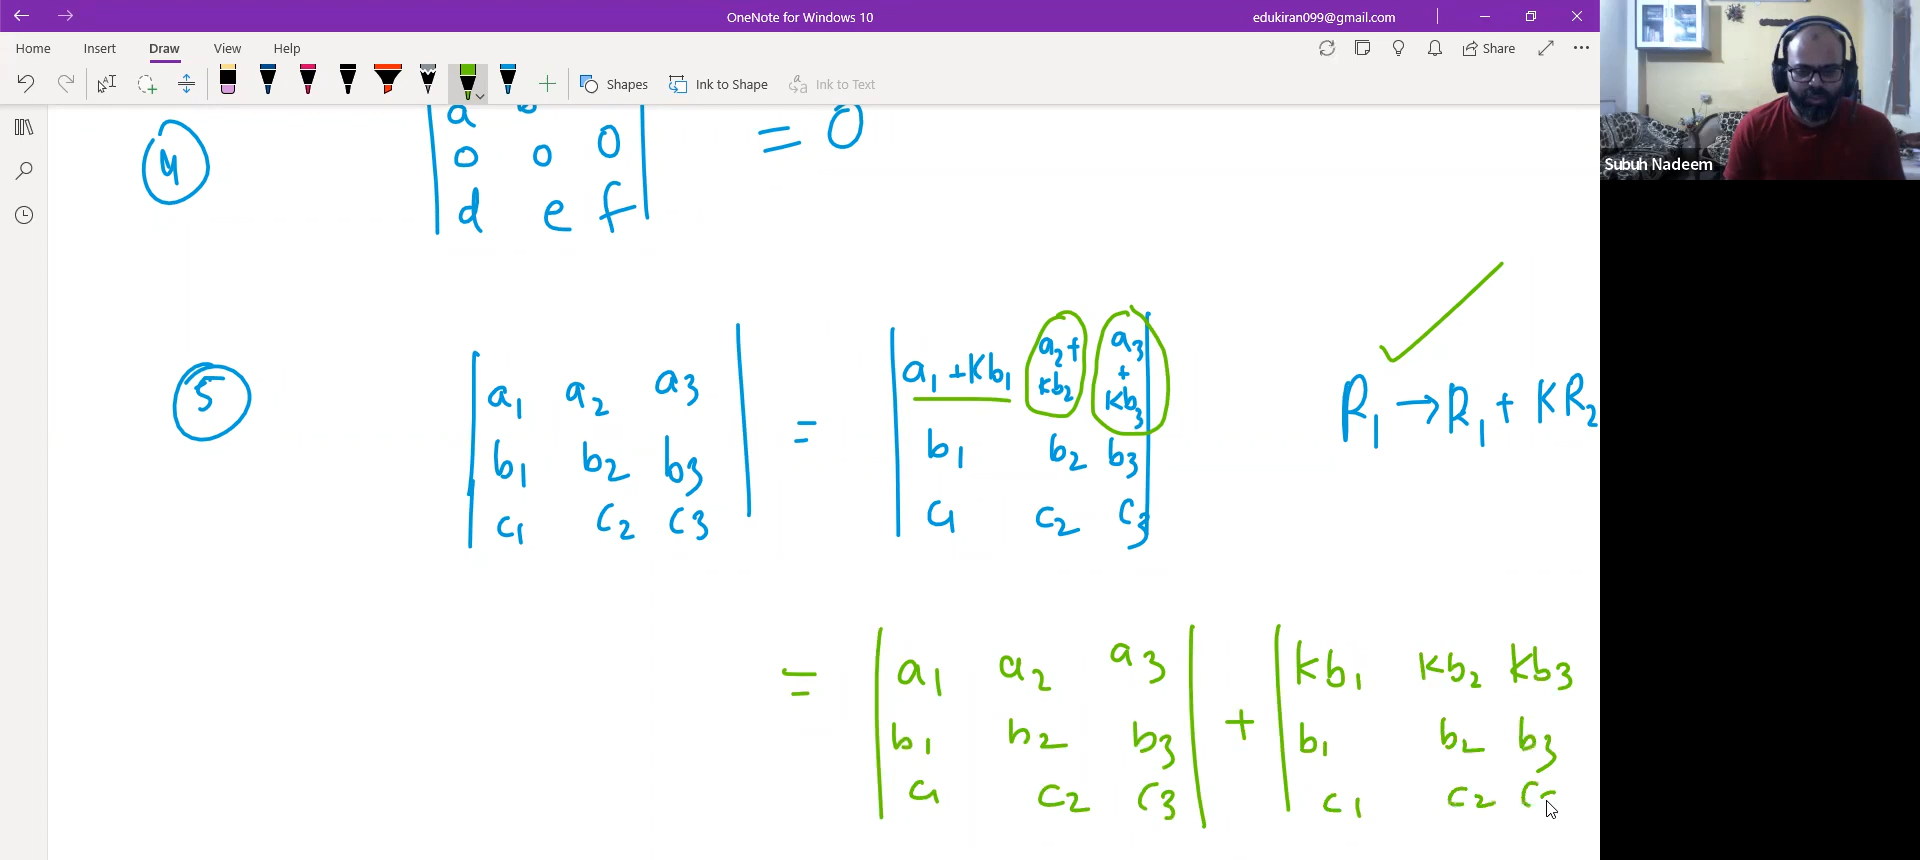 OneNote for Windows 10
edukiran099@gmail.com
Home Insert Draw View Help
Share
Shapes Ink to Shape Ink to Text
Subuh Nadeem
4
a b
0 0 0
d e f
= 0
5
a1 a2 a3
b1 b2 b3
c1 c2 c3
=
a1 + kb1 a2 + kb2 a3 + kb3
b1 b2 b3
c1 c2 c3
R1 → R1 + KR2
=
a1 a2 a3
b1 b2 b3
c1 c2 c3
+
kb1 kb2 kb3
b1 b2 b3
c1 c2 c